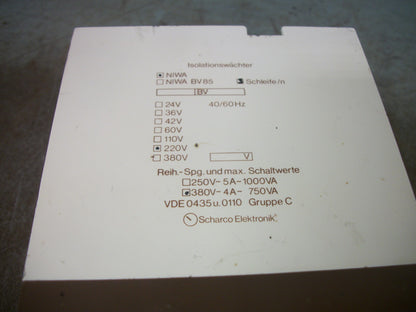 Isolationswächter
NIWA
NIWA BV85 Schleife/n
BV
24V 40/60Hz
36V
42V
60V
110V
220V
380V V
Reih.-Spg. und max. Schaltwerte
250V~5A~1000VA
380V~4A~ 750VA
VDE 0435 u. 0110 Gruppe C
Scharco Elektronik